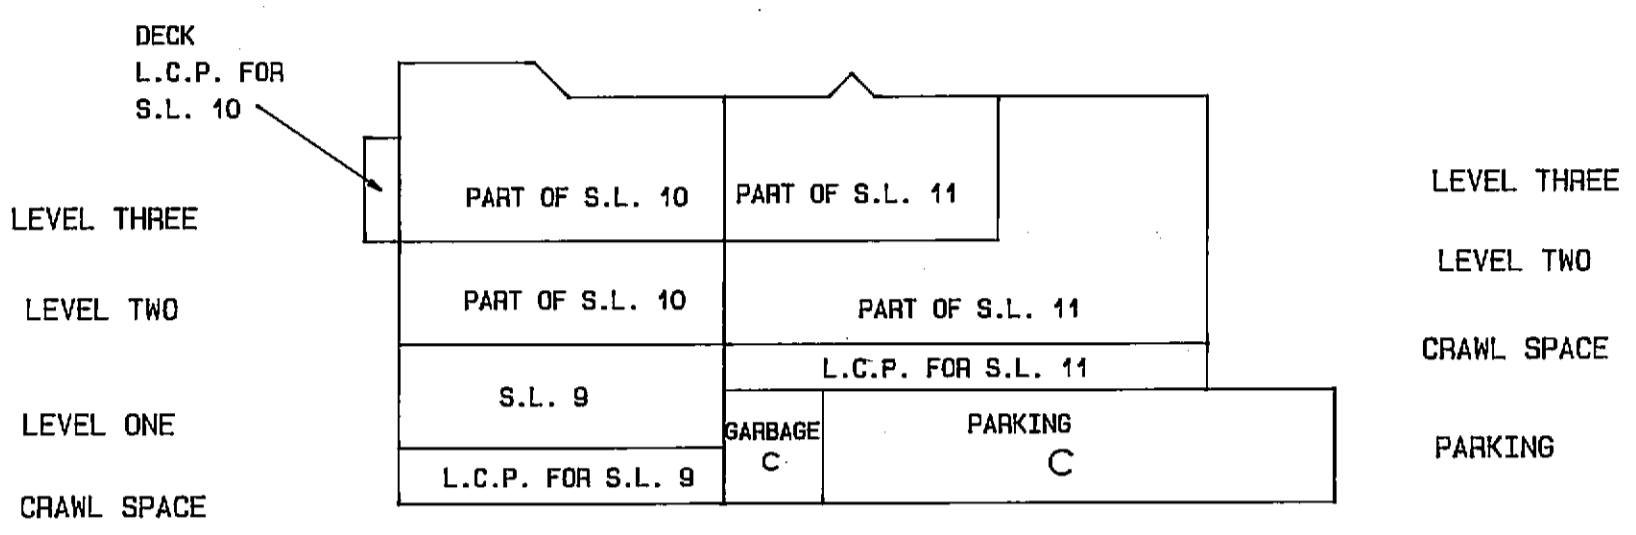 DECK
L.C.P. FOR
S.L. 10
PART OF S.L. 10
PART OF S.L. 11
LEVEL THREE
LEVEL THREE
LEVEL TWO
PART OF S.L. 10
PART OF S.L. 11
LEVEL TWO
CRAWL SPACE
L.C.P. FOR S.L. 11
S.L. 9
LEVEL ONE
GARBAGE
C
PARKING
C
PARKING
L.C.P. FOR S.L. 9
CRAWL SPACE